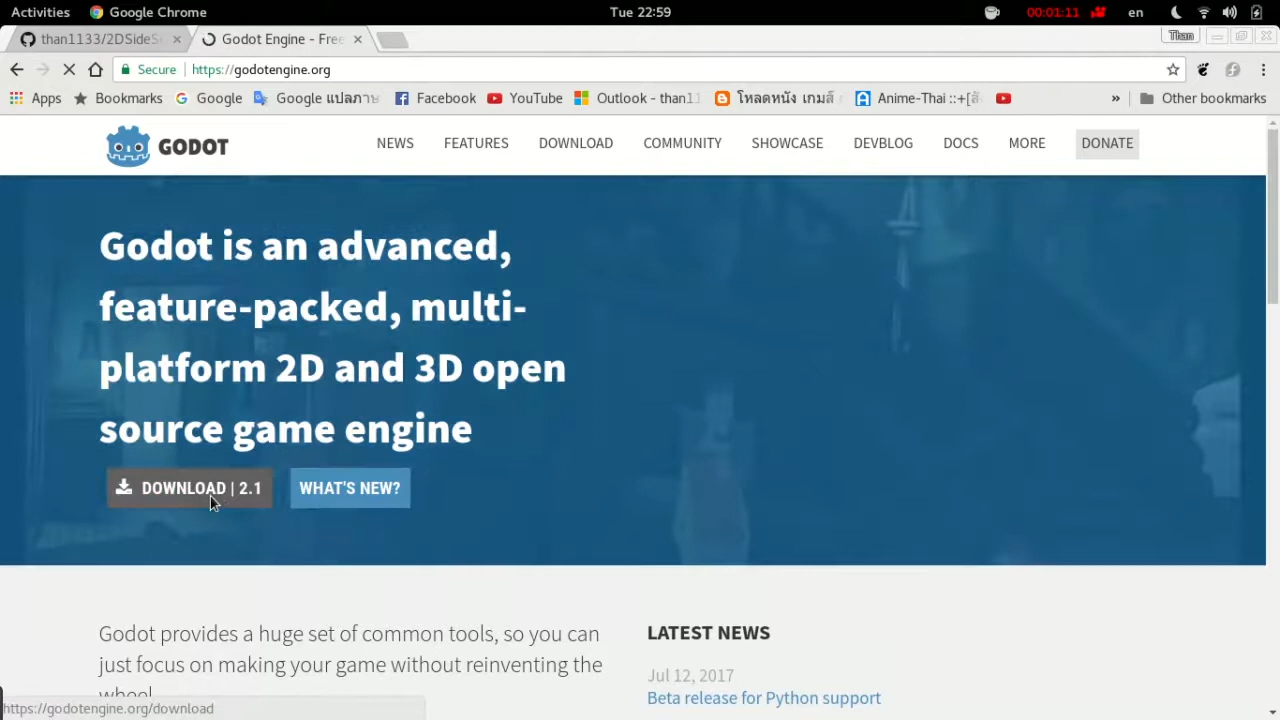 Activities Google Chrome Tue 22:59 00:01:11 en
than1133/2DSideS Godot Engine - Free Than
Secure https://godotengine.org
Apps Bookmarks Google Google แปลภาษ Facebook YouTube Outlook - than11 โหลดหนัง เกมส์ Anime-Thai ::+[สั » Other bookmarks
GODOT NEWS FEATURES DOWNLOAD COMMUNITY SHOWCASE DEVBLOG DOCS MORE DONATE
Godot is an advanced,
feature-packed, multi-
platform 2D and 3D open
source game engine
DOWNLOAD | 2.1 WHAT'S NEW?
Godot provides a huge set of common tools, so you can
just focus on making your game without reinventing the
wheel
LATEST NEWS
Jul 12, 2017
Beta release for Python support
https://godotengine.org/download